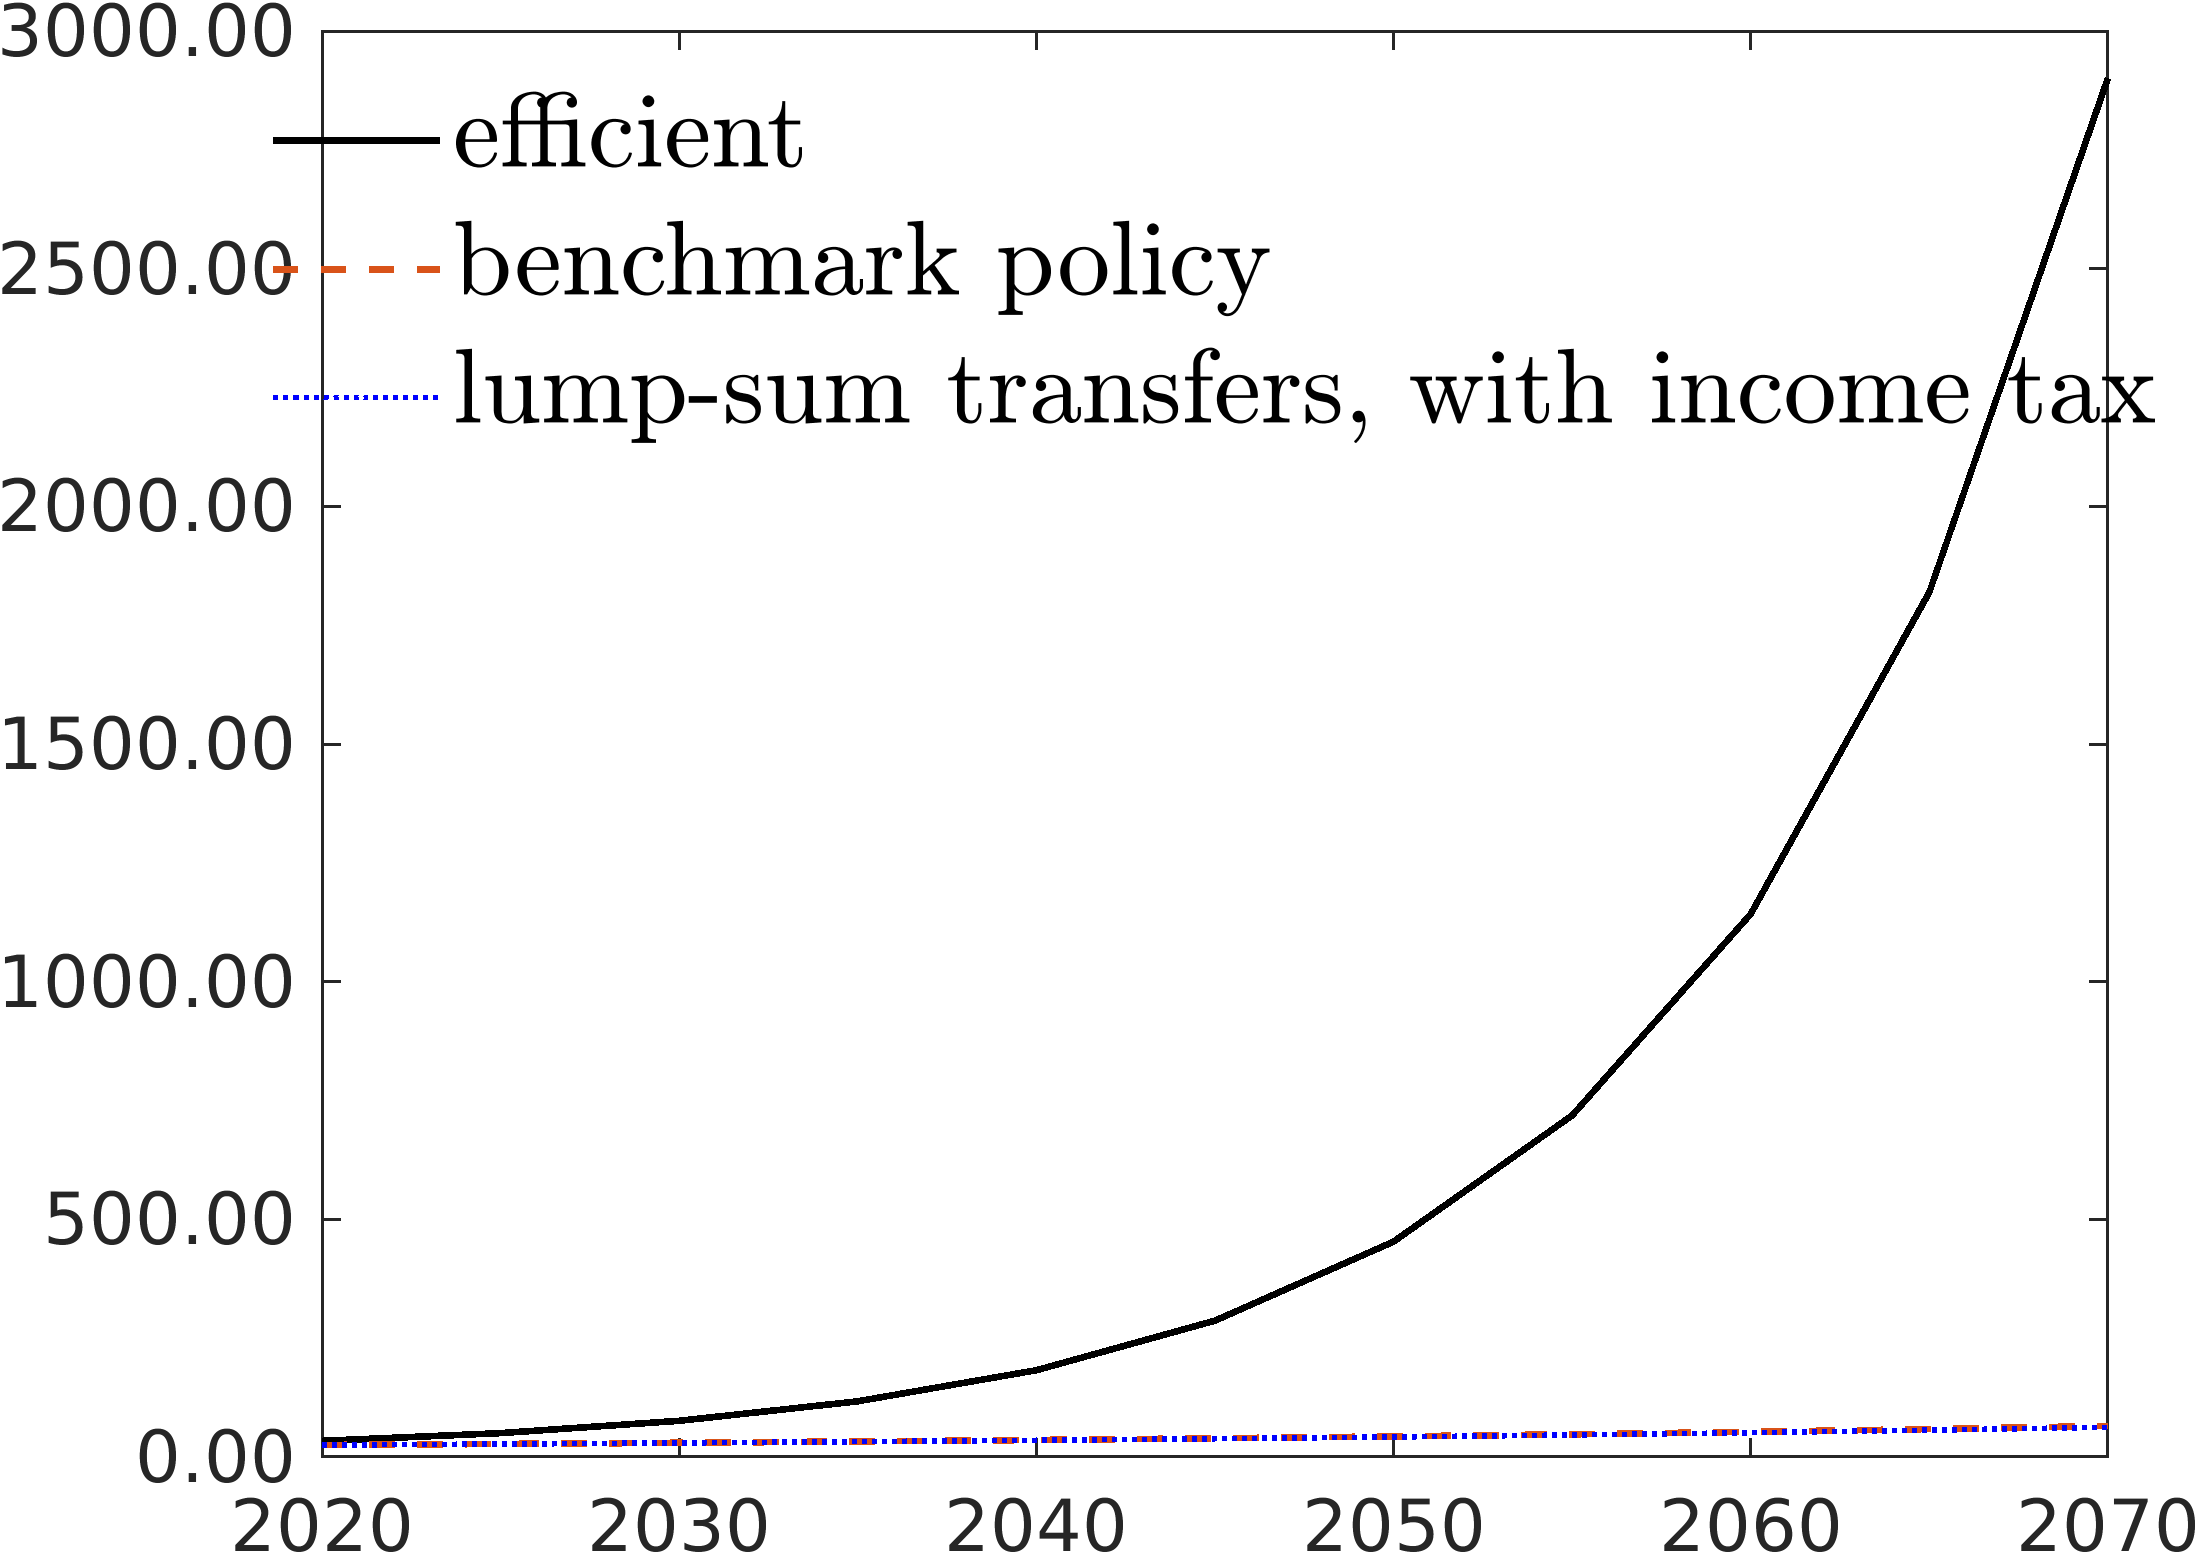 3000.00
efficient
2500.00
benchmark policy
lump-sum transfers, with income tax
2000.00
1500.00
1000.00
500.00
0.00
2020 2030 2040 2050 2060 2070